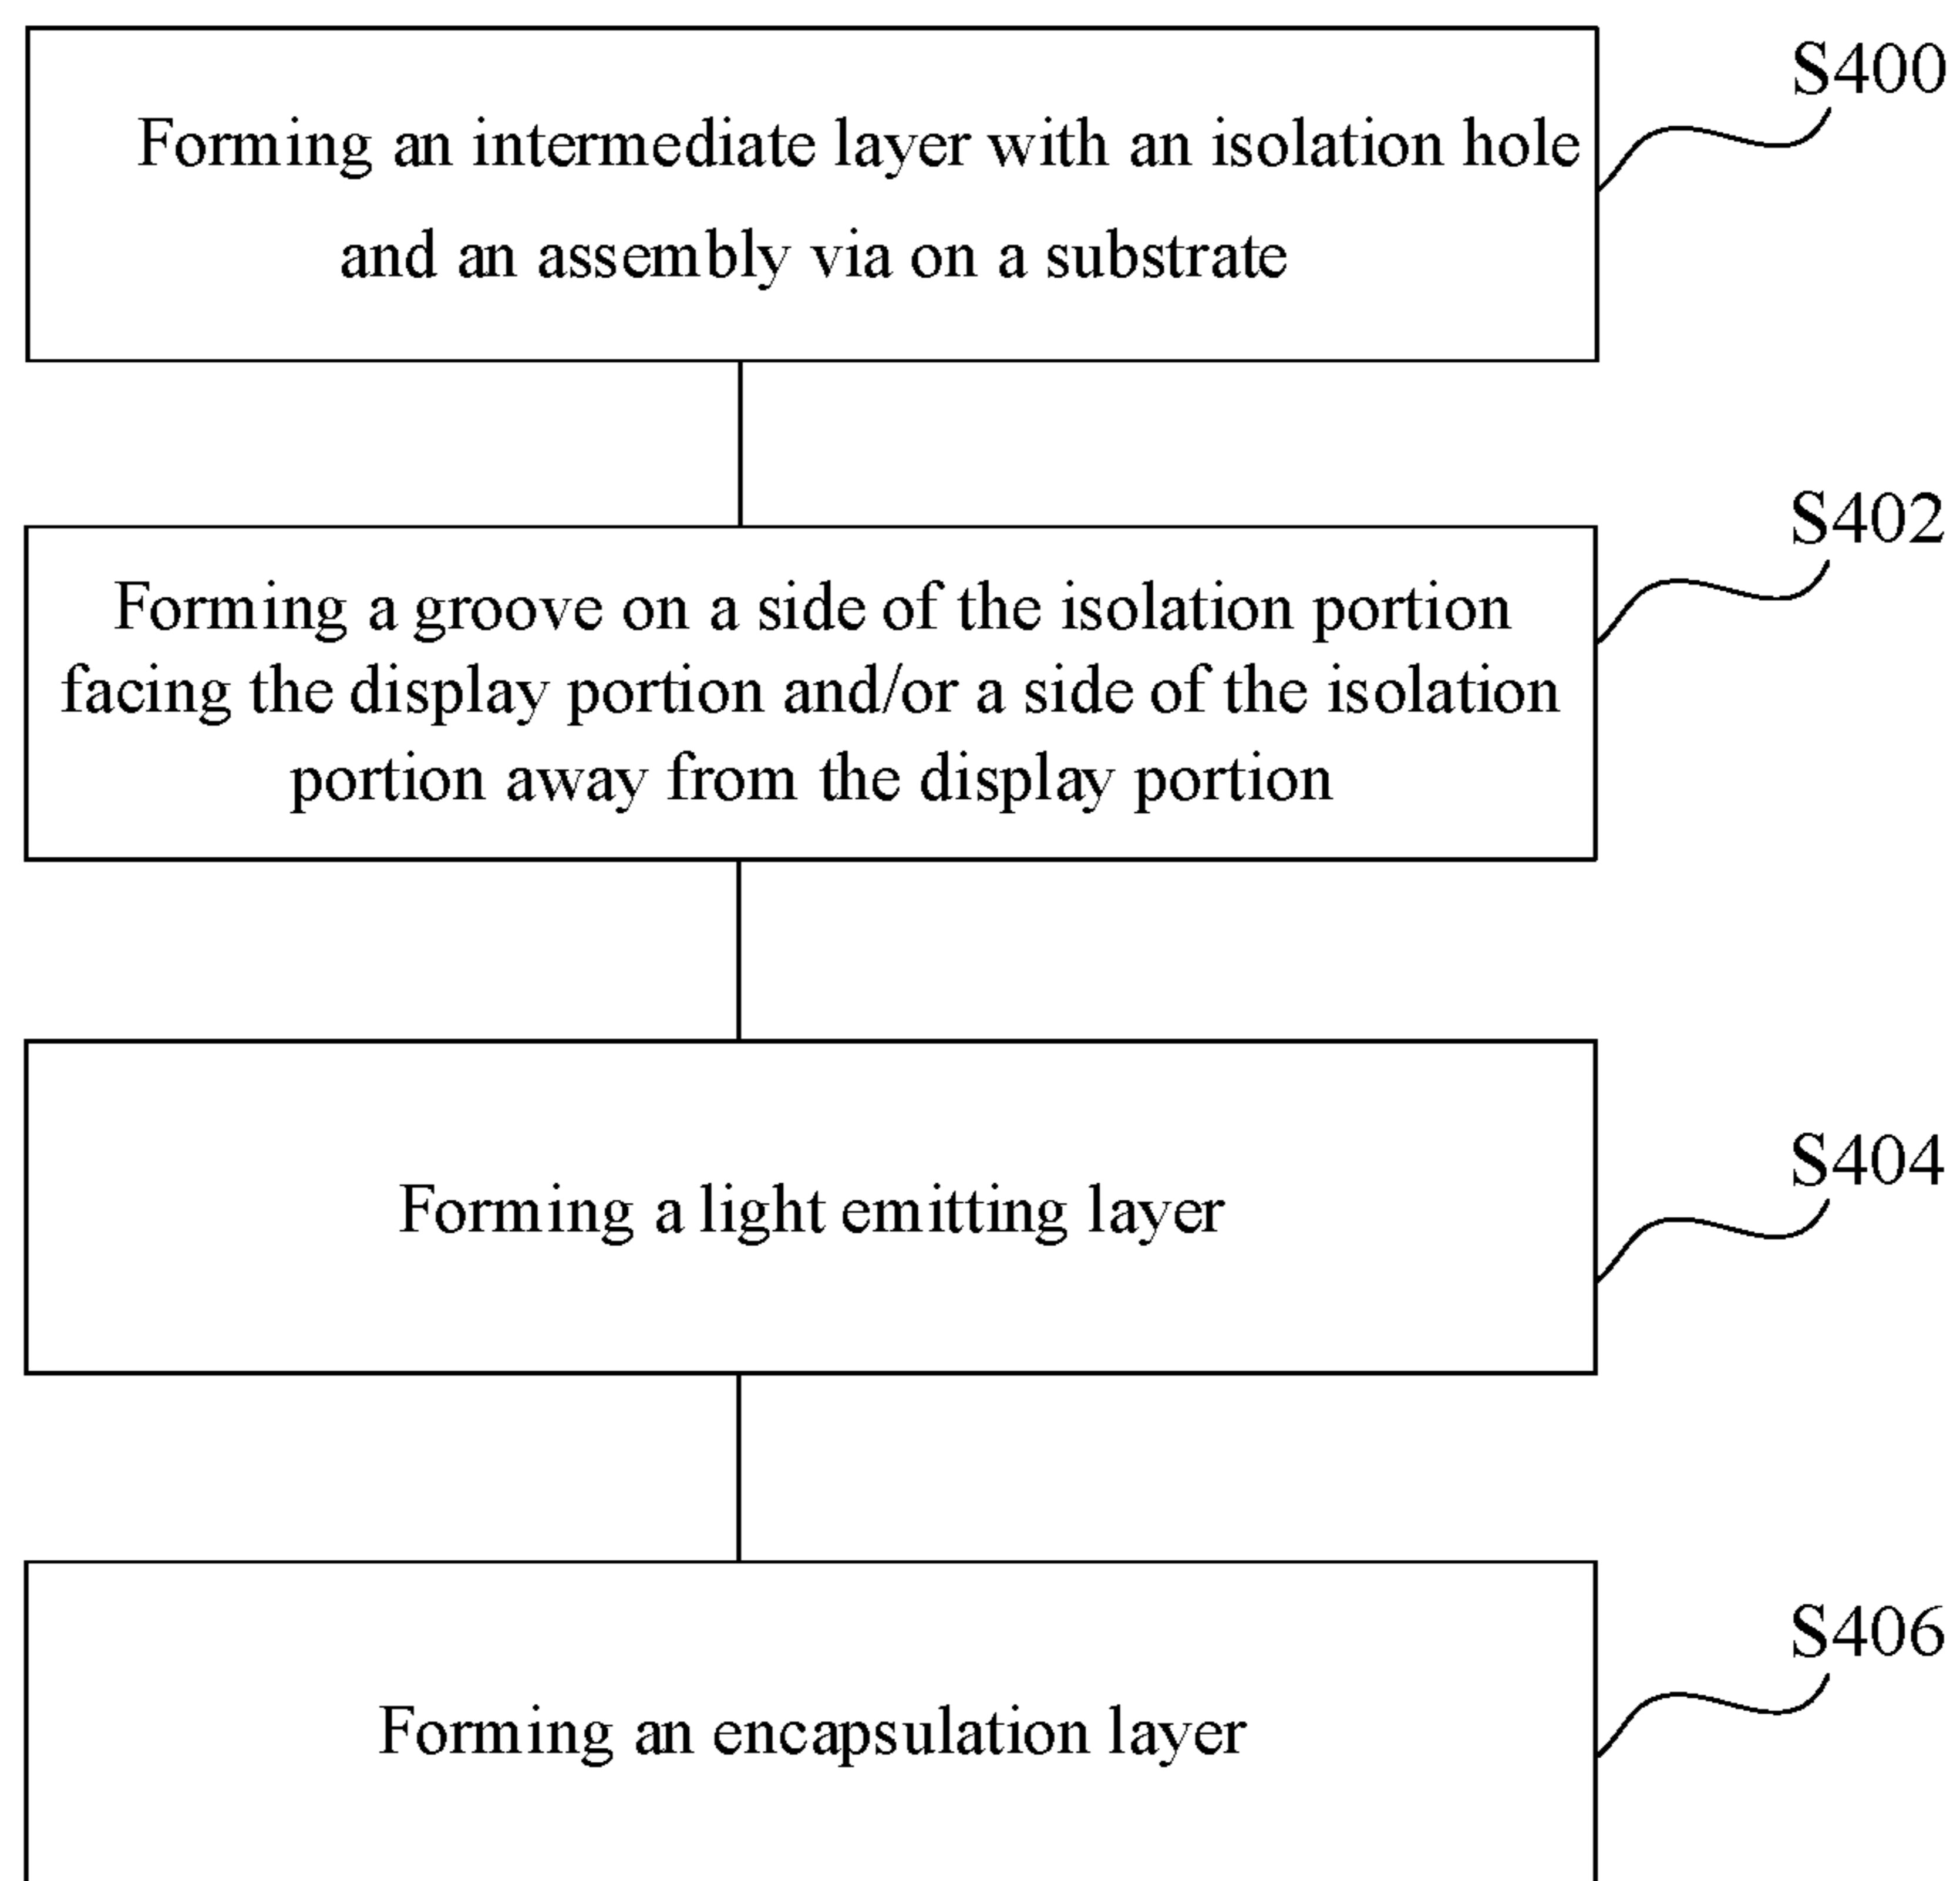 S400
Forming an intermediate layer with an isolation hole
and an assembly via on a substrate
S402
Forming a groove on a side of the isolation portion
facing the display portion and/or a side of the isolation
portion away from the display portion
S404
Forming a light emitting layer
S406
Forming an encapsulation layer